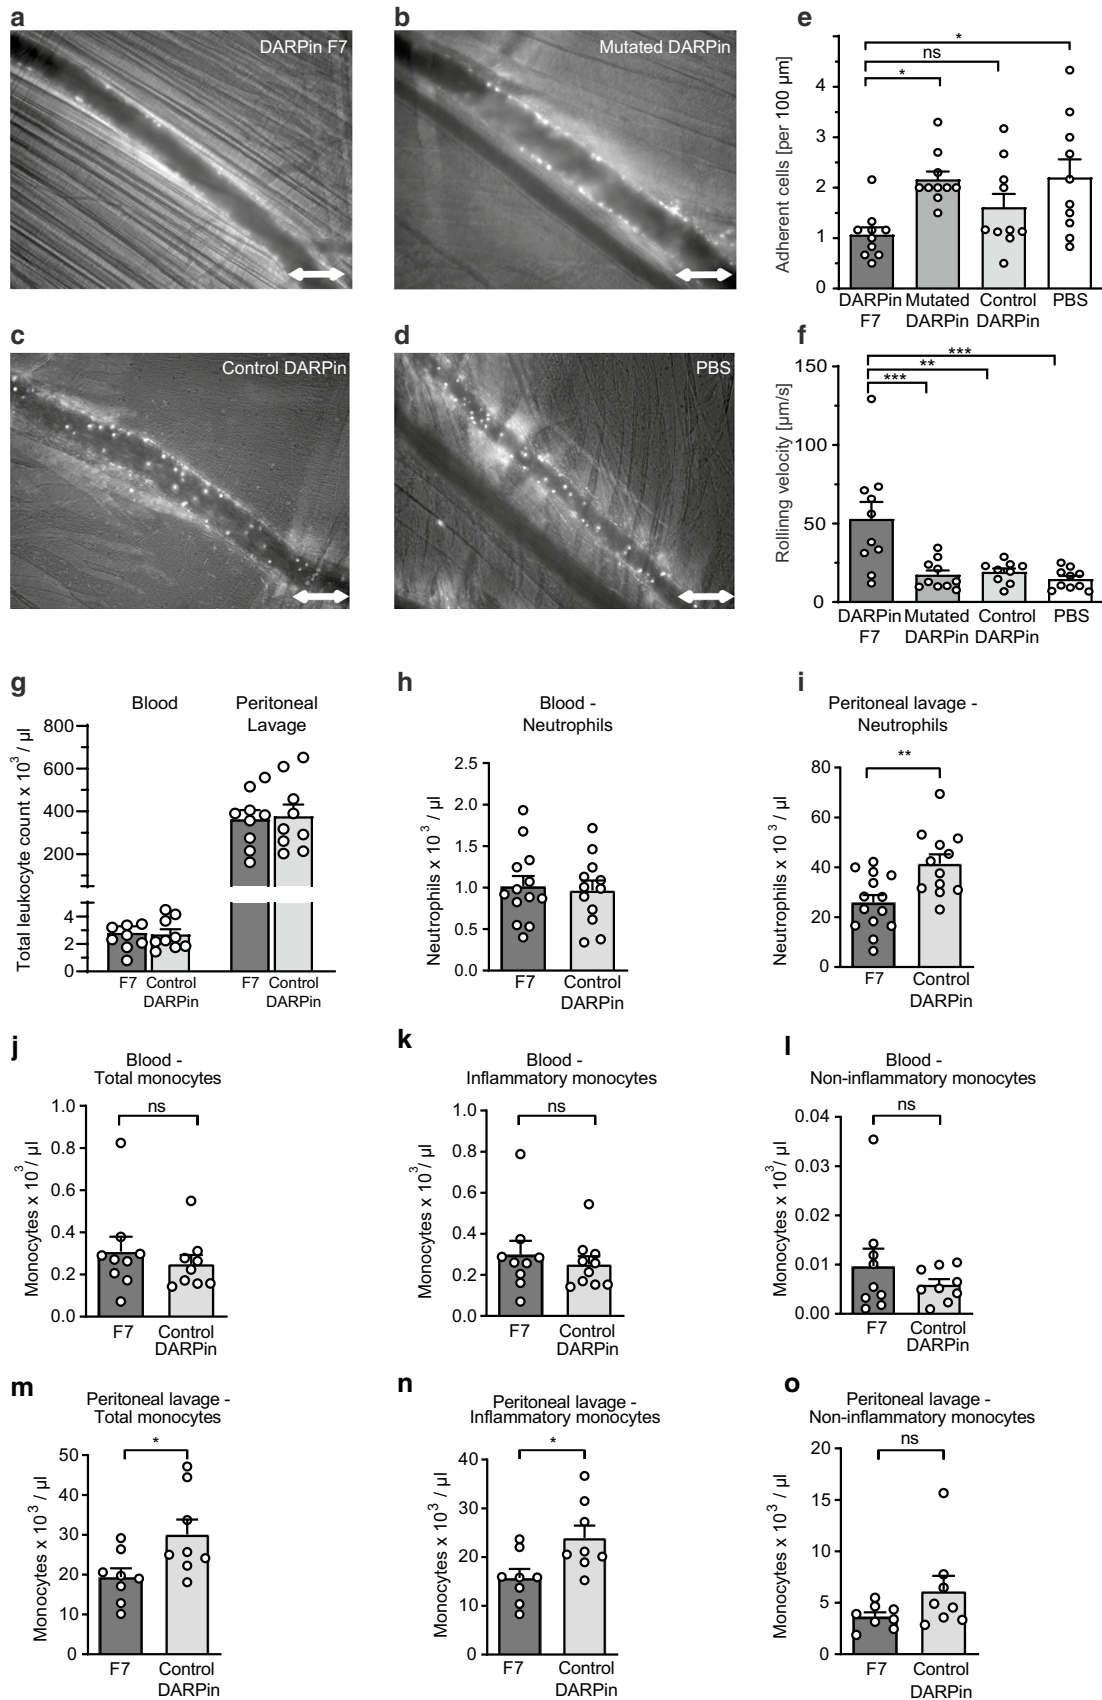 a
DARPin F7
b
Mutated DARPin
c
Control DARPin
d
PBS
e
Adherent cells [per 100 µm]
4
3
2
1
0
*
ns
*
DARPin
F7
Mutated
DARPin
Control
DARPin
PBS
f
Rollinng velocity [µm/s]
150
100
50
0
***
**
***
DARPin
F7
Mutated
DARPin
Control
DARPin
PBS
g
Blood
Peritoneal
Lavage
Total leukocyte count x 10³ / µl
800
600
400
200
4
2
0
F7
Control
DARPin
F7
Control
DARPin
h
Blood -
Neutrophils
Neutrophils x 10³ / µl
2.5
2.0
1.5
1.0
0.5
0.0
F7
Control
DARPin
i
Peritoneal lavage -
Neutrophils
Neutrophils x 10³ / µl
80
60
40
20
0
**
F7
Control
DARPin
j
Blood -
Total monocytes
Monocytes x 10³/ µl
1.0
0.8
0.6
0.4
0.2
0.0
ns
F7
Control
DARPin
k
Blood -
Inflammatory monocytes
Monocytes x 10³/ µl
1.0
0.8
0.6
0.4
0.2
0.0
ns
F7
Control
DARPin
l
Blood -
Non-inflammatory monocytes
Monocytes x 10³/ µl
0.04
0.03
0.02
0.01
0.00
ns
F7
Control
DARPin
m
Peritoneal lavage -
Total monocytes
Monocytes x 10³ / µl
50
40
30
20
10
0
*
F7
Control
DARPin
n
Peritoneal lavage -
Inflammatory monocytes
Monocytes x 10³ / µl
40
30
20
10
0
*
F7
Control
DARPin
o
Peritoneal lavage -
Non-inflammatory monocytes
Monocytes x 10³ / µl
20
15
10
5
0
ns
F7
Control
DARPin